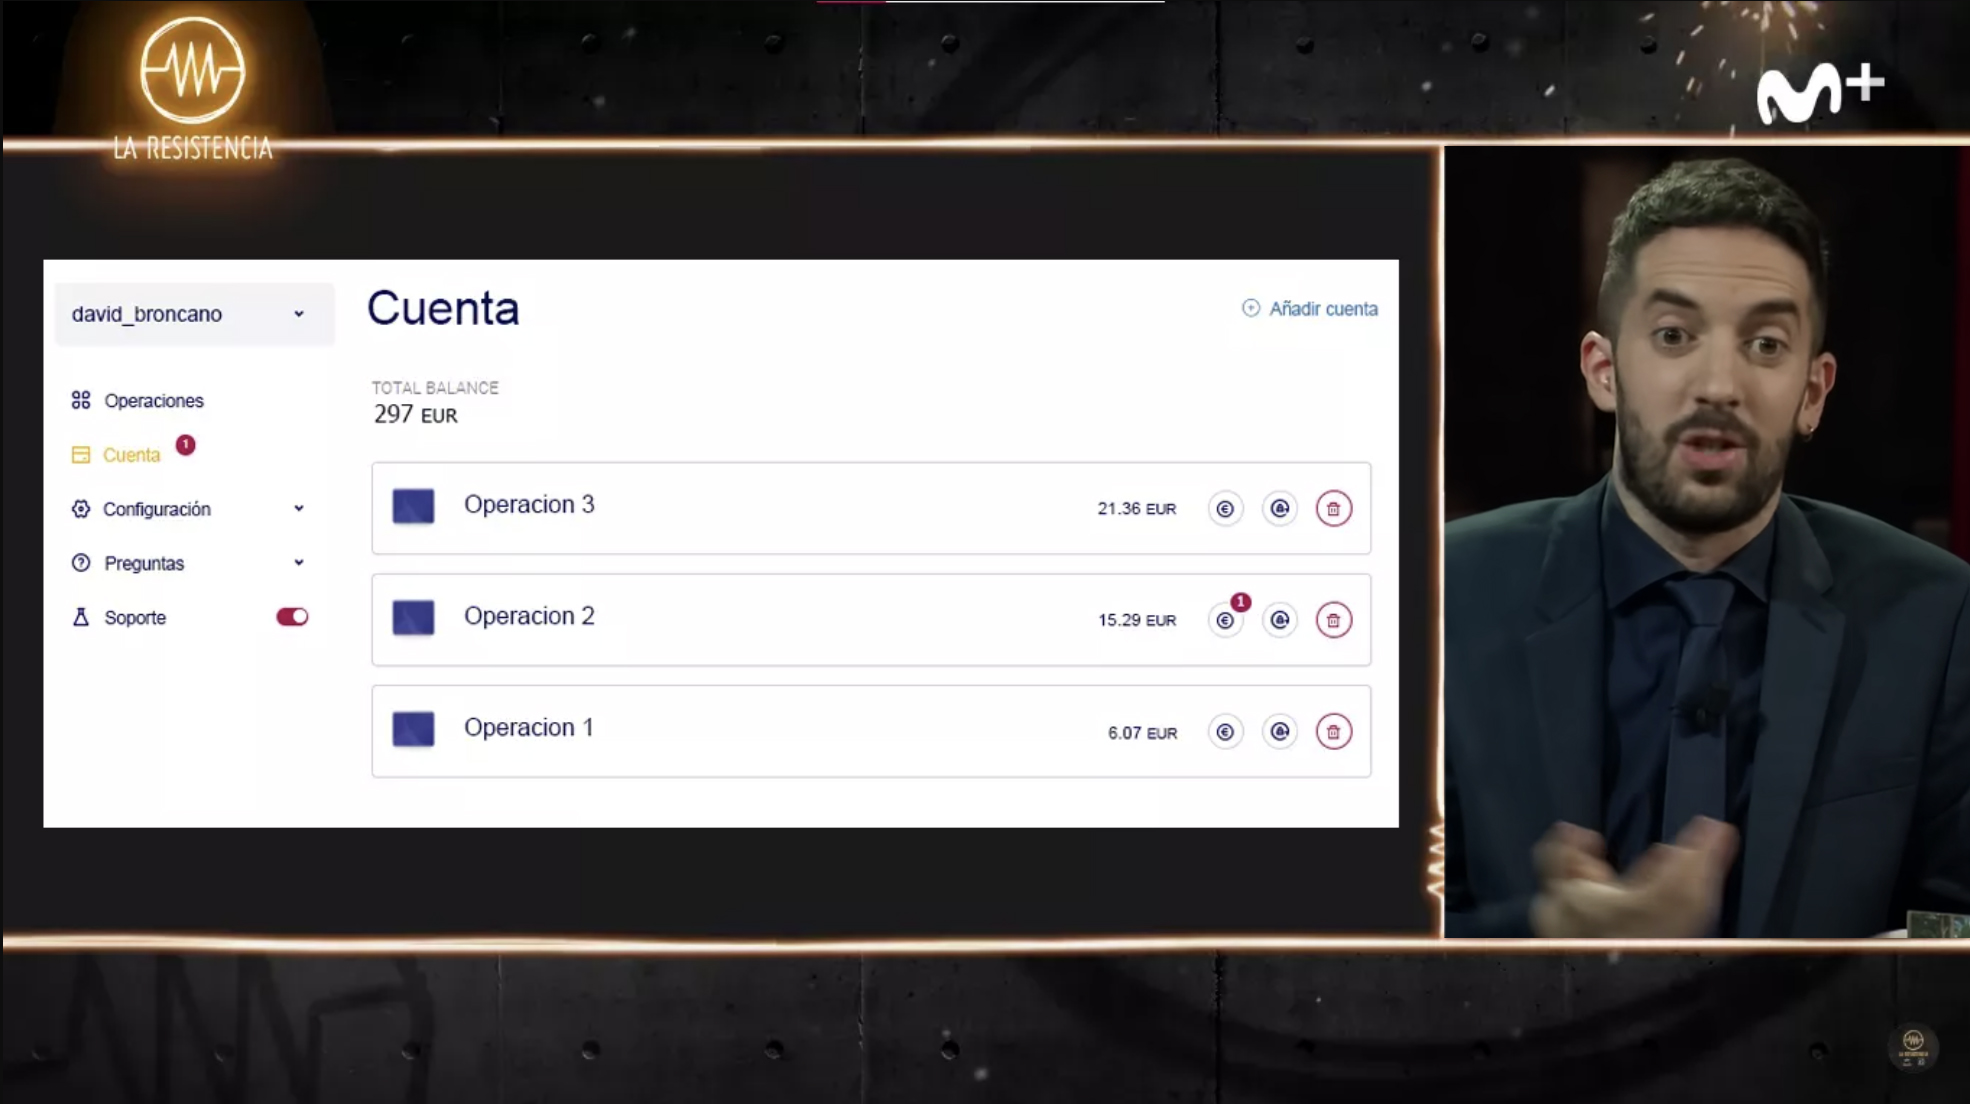 LA RESISTENCIA
M+
david_broncano
Operaciones
Cuenta 1
Configuración
Preguntas
Soporte
Cuenta
Añadir cuenta
TOTAL BALANCE
297 EUR
Operacion 3
21.36 EUR
Operacion 2
15.29 EUR
1
Operacion 1
6.07 EUR